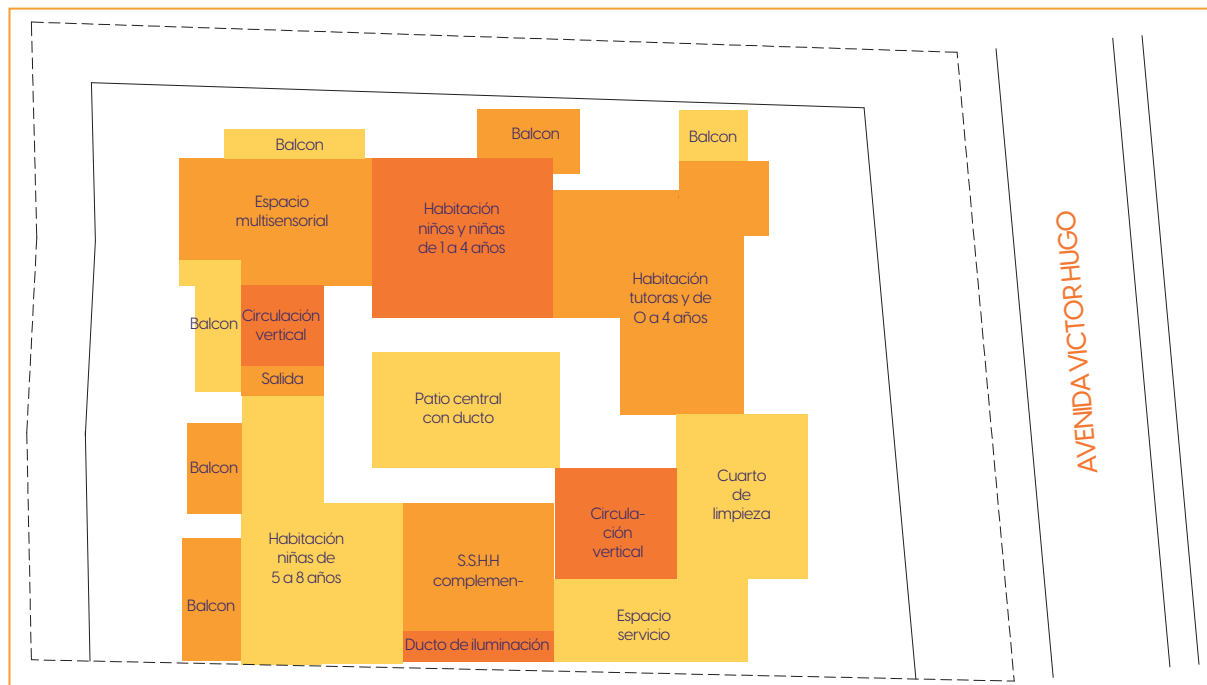 Balcon
Balcon
Balcon
Espacio
multisensorial
Habitación
niños y niñas
de 1 a 4 años
Habitación
tutoras y de
0 a 4 años
Balcon
Circulación
vertical
Salida
Patio central
con ducto
Balcon
Cuarto
de
limpieza
Circula-
ción
vertical
Habitación
niñas de
5 a 8 años
S.S.H.H
complemen-
Balcon
Espacio
servicio
Ducto de iluminación
AVENIDA VICTOR HUGO